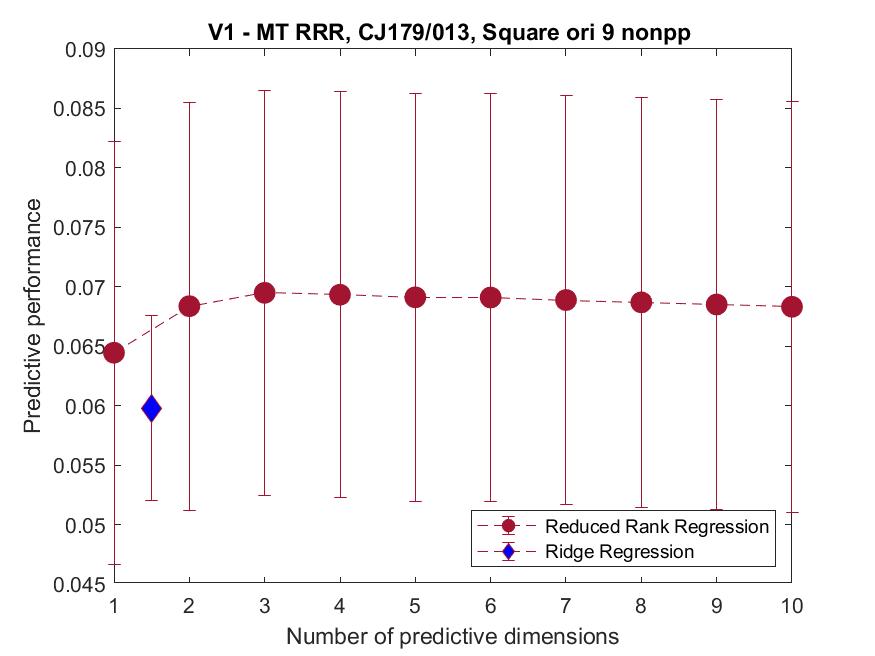 V1 - MT RRR, CJ179/013, Square ori 9 nonpp
0.09
0.085
0.08
0.075
0.07
0.065
0.06
0.055
0.05
0.045
Predictive performance
Reduced Rank Regression
Ridge Regression
1 2 3 4 5 6 7 8 9 10
Number of predictive dimensions